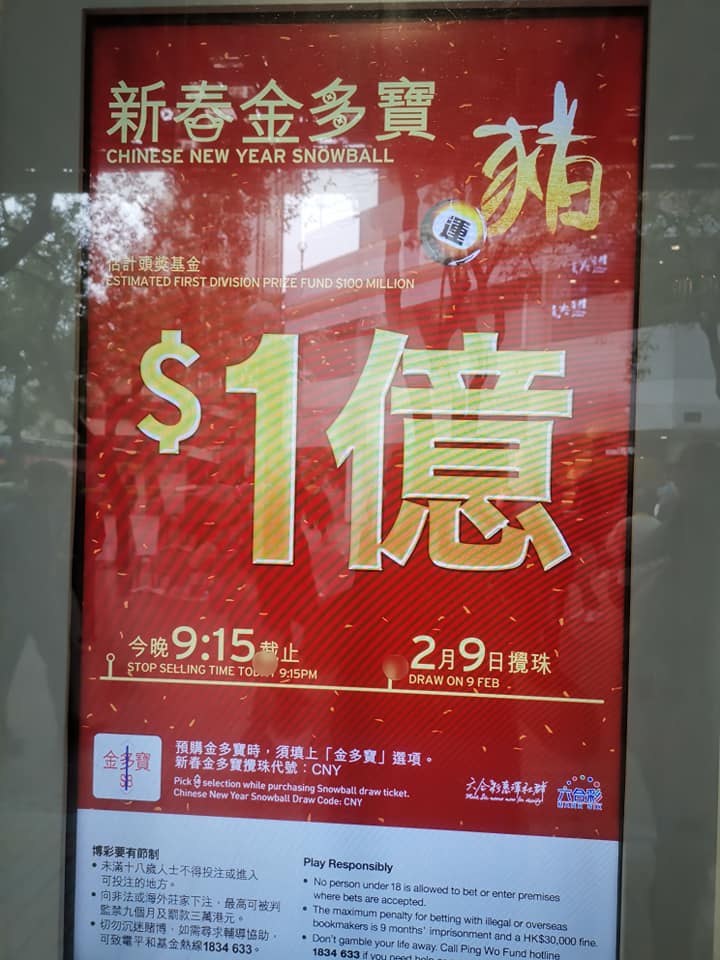 新春金多寶
CHINESE NEW YEAR SNOWBALL
豬
運
估計頭獎基金
ESTIMATED FIRST DIVISION PRIZE FUND $100 MILLION
$1億
今晚9:15截止
STOP SELLING TIME TODAY 9:15PM
2月9日攪珠
DRAW ON 9 FEB
金多寶
預購金多寶時，須填上「金多寶」選項。
新春金多寶攪珠代號：CNY
Pick selection while purchasing Snowball draw ticket.
Chinese New Year Snowball Draw Code: CNY
六合彩
MARK SIX
博彩要有節制
• 未滿十八歲人士不得投注或進入
可投注的地方。
• 向非法或海外莊家下注，最高可被判
監禁九個月及罰款三萬港元。
• 切勿沉迷賭博，如需尋求輔導協助，
可致電平和基金熱線1834 633。
Play Responsibly
• No person under 18 is allowed to bet or enter premises
where bets are accepted.
• The maximum penalty for betting with illegal or overseas
bookmakers is 9 months' imprisonment and a HK$30,000 fine.
• Don't gamble your life away. Call Ping Wo Fund hotline
1834 633 if you need